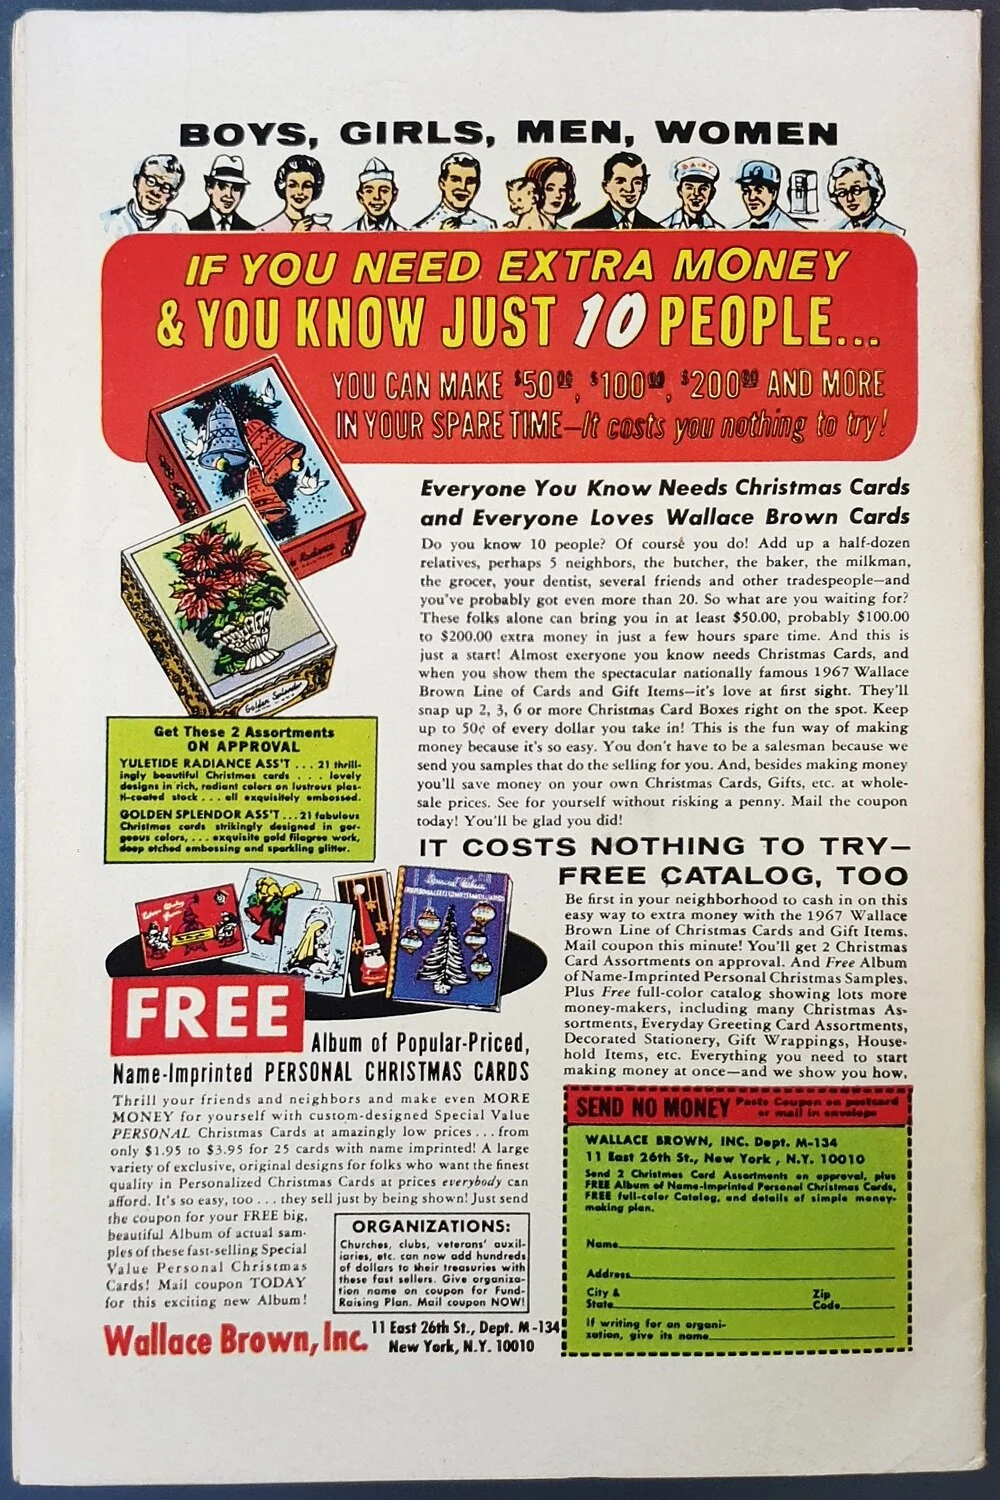 BOYS, GIRLS, MEN, WOMEN
DAIRY
IF YOU NEED EXTRA MONEY
& YOU KNOW JUST 10 PEOPLE...
YOU CAN MAKE $50.00, $100.00, $200.00 AND MORE
IN YOUR SPARE TIME—It costs you nothing to try!
Radiance
Golden Splendor
Everyone You Know Needs Christmas Cards
and Everyone Loves Wallace Brown Cards
Do you know 10 people? Of course you do! Add up a half-dozen
relatives, perhaps 5 neighbors, the butcher, the baker, the milkman,
the grocer, your dentist, several friends and other tradespeople—and
you've probably got even more than 20. So what are you waiting for?
These folks alone can bring you in at least $50.00, probably $100.00
to $200.00 extra money in just a few hours spare time. And this is
just a start! Almost exeryone you know needs Christmas Cards, and
when you show them the spectacular nationally famous 1967 Wallace
Brown Line of Cards and Gift Items—it's love at first sight. They'll
snap up 2, 3, 6 or more Christmas Card Boxes right on the spot. Keep
up to 50¢ of every dollar you take in! This is the fun way of making
money because it's so easy. You don't have to be a salesman because we
send you samples that do the selling for you. And, besides making money
you'll save money on your own Christmas Cards, Gifts, etc. at whole-
sale prices. See for yourself without risking a penny. Mail the coupon
today! You'll be glad you did!
Get These 2 Assortments
ON APPROVAL
YULETIDE RADIANCE ASS'T . . . 21 thrill-
ingly beautiful Christmas cards . . . . lovely
designs in rich, radiant colors on lustrous plas-
ti-coated stock . . . all exquisitely embossed.
GOLDEN SPLENDOR ASS'T . . . 21 fabulous
Christmas cards strikingly designed in gor-
geous colors, . . . exquisite gold filagree work,
deep etched embossing and sparkling glitter.
IT COSTS NOTHING TO TRY—
FREE CATALOG, TOO
Be first in your neighborhood to cash in on this
easy way to extra money with the 1967 Wallace
Brown Line of Christmas Cards and Gift Items.
Mail coupon this minute! You'll get 2 Christmas
Card Assortments on approval. And Free Album
of Name-Imprinted Personal Christmas Samples.
Plus Free full-color catalog showing lots more
money-makers, including many Christmas As-
sortments, Everyday Greeting Card Assortments,
Decorated Stationery, Gift Wrappings, House-
hold Items, etc. Everything you need to start
making money at once—and we show you how.
FREE
Album of Popular-Priced,
Name-Imprinted PERSONAL CHRISTMAS CARDS
Thrill your friends and neighbors and make even MORE
MONEY for yourself with custom-designed Special Value
PERSONAL Christmas Cards at amazingly low prices . . . from
only $1.95 to $3.95 for 25 cards with name imprinted! A large
variety of exclusive, original designs for folks who want the finest
quality in Personalized Christmas Cards at prices everybody can
afford. It's so easy, too . . . they sell just by being shown! Just send
the coupon for your FREE big,
beautiful Album of actual sam-
ples of these fast-selling Special
Value Personal Christmas
Cards! Mail coupon TODAY
for this exciting new Album!
ORGANIZATIONS:
Churches, clubs, veterans' auxil-
iaries, etc. can now add hundreds
of dollars to their treasuries with
these fast sellers. Give organiza-
tion name on coupon for Fund-
Raising Plan. Mail coupon NOW!
Wallace Brown, Inc. 11 East 26th St., Dept. M-134
New York, N.Y. 10010
SEND NO MONEY Paste Coupon on postcard
or mail in envelope
WALLACE BROWN, INC. Dept. M-134
11 East 26th St., New York , N.Y. 10010
Send 2 Christmas Card Assortments on approval, plus
FREE Album of Name-Imprinted Personal Christmas Cards,
FREE full-color Catalog, and details of simple money-
making plan.
Name
Address
City & State Zip Code
If writing for an organi-
zation, give its name